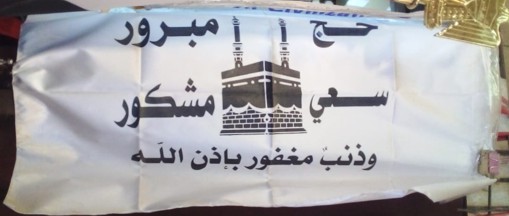 حج مبرور
سعي مشكور
وذنبٌ مغفور بإذن الله